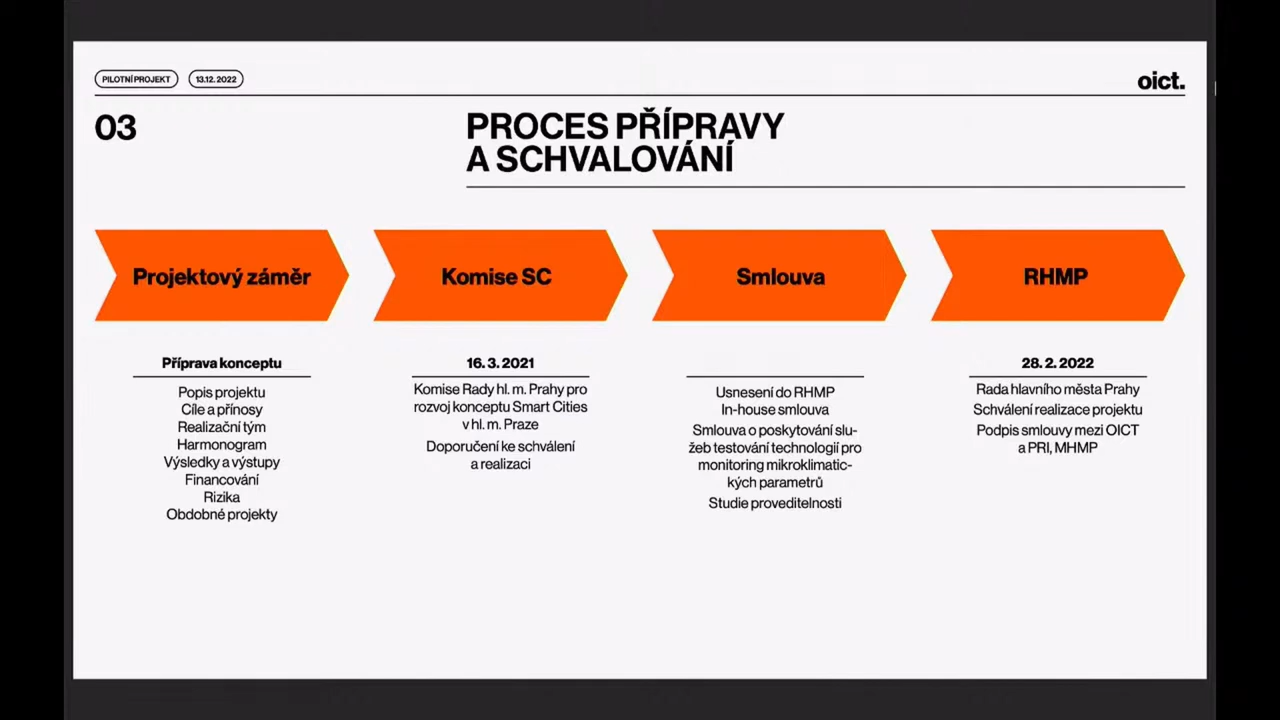 PILOTNÍ PROJEKT
13.12. 2022
oict.
03
PROCES PŘÍPRAVY
A SCHVALOVÁNÍ
Projektový záměr
Komise SC
Smlouva
RHMP
Příprava konceptu
Popis projektu
Cíle a přínosy
Realizační tým
Harmonogram
Výsledky a výstupy
Financování
Rizika
Obdobné projekty
16. 3. 2021
Komise Rady hl. m. Prahy pro
rozvoj konceptu Smart Cities
v hl. m. Praze
Doporučení ke schválení
a realizaci
Usnesení do RHMP
In-house smlouva
Smlouva o poskytování slu-
žeb testování technologií pro
monitoring mikroklimatic-
kých parametrů
Studie proveditelnosti
28. 2. 2022
Rada hlavního města Prahy
Schválení realizace projektu
Podpis smlouvy mezi OICT
a PRI, MHMP